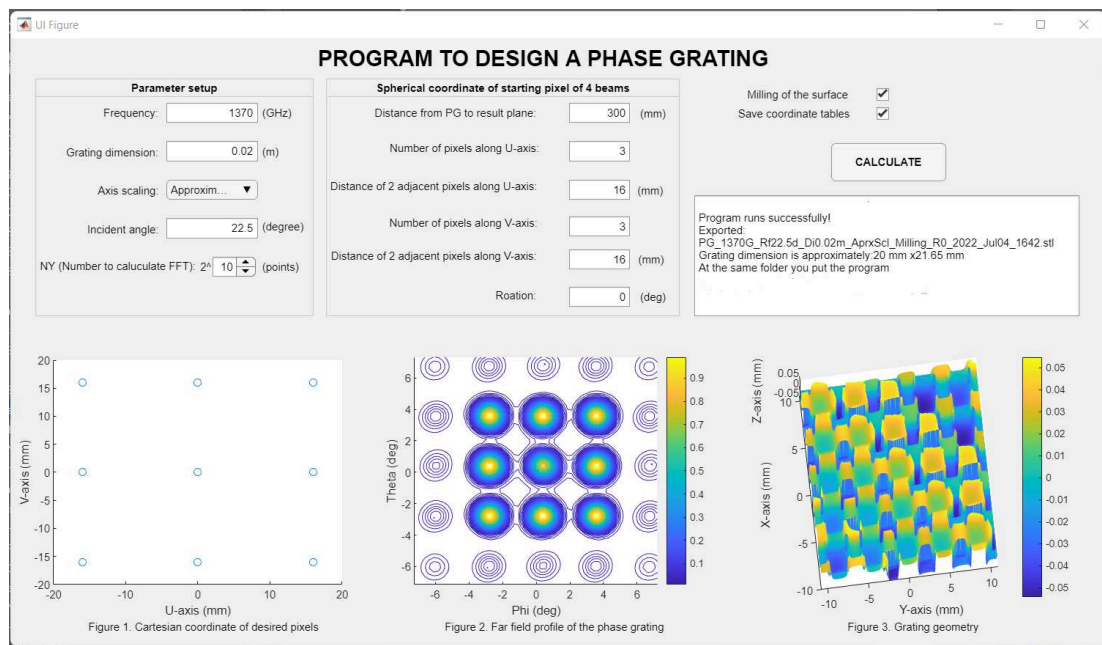 UI Figure
PROGRAM TO DESIGN A PHASE GRATING
Parameter setup
Frequency: 1370 (GHz)
Grating dimension: 0.02 (m)
Axis scaling: Approxim...
Incident angle: 22.5 (degree)
NY (Number to caluculate FFT): 2^ 10 (points)
Spherical coordinate of starting pixel of 4 beams
Distance from PG to result plane: 300 (mm)
Number of pixels along U-axis: 3
Distance of 2 adjacent pixels along U-axis: 16 (mm)
Number of pixels along V-axis: 3
Distance of 2 adjacent pixels along V-axis: 16 (mm)
Roation: 0 (deg)
Milling of the surface
Save coordinate tables
CALCULATE
Program runs successfully!
Exported:
PG_1370G_Rf22.5d_Di0.02m_AprxScl_Milling_R0_2022_Jul04_1642.stl
Grating dimension is approximately:20 mm x21.65 mm
At the same folder you put the program
20
15
10
5
0
-5
-10
-15
-20
V-axis (mm)
-20 -10 0 10 20
U-axis (mm)
Figure 1. Cartesian coordinate of desired pixels
6
4
2
0
-2
-4
-6
Theta (deg)
-6 -4 -2 0 2 4 6
Phi (deg)
0.9
0.8
0.7
0.6
0.5
0.4
0.3
0.2
0.1
Figure 2. Far field profile of the phase grating
Z-axis (mm)
0.05
0
-0.05
X-axis (mm)
10
5
0
-5
-10
-10 -5 0 5 10
Y-axis (mm)
0.05
0.04
0.03
0.02
0.01
0
-0.01
-0.02
-0.03
-0.04
-0.05
Figure 3. Grating geometry